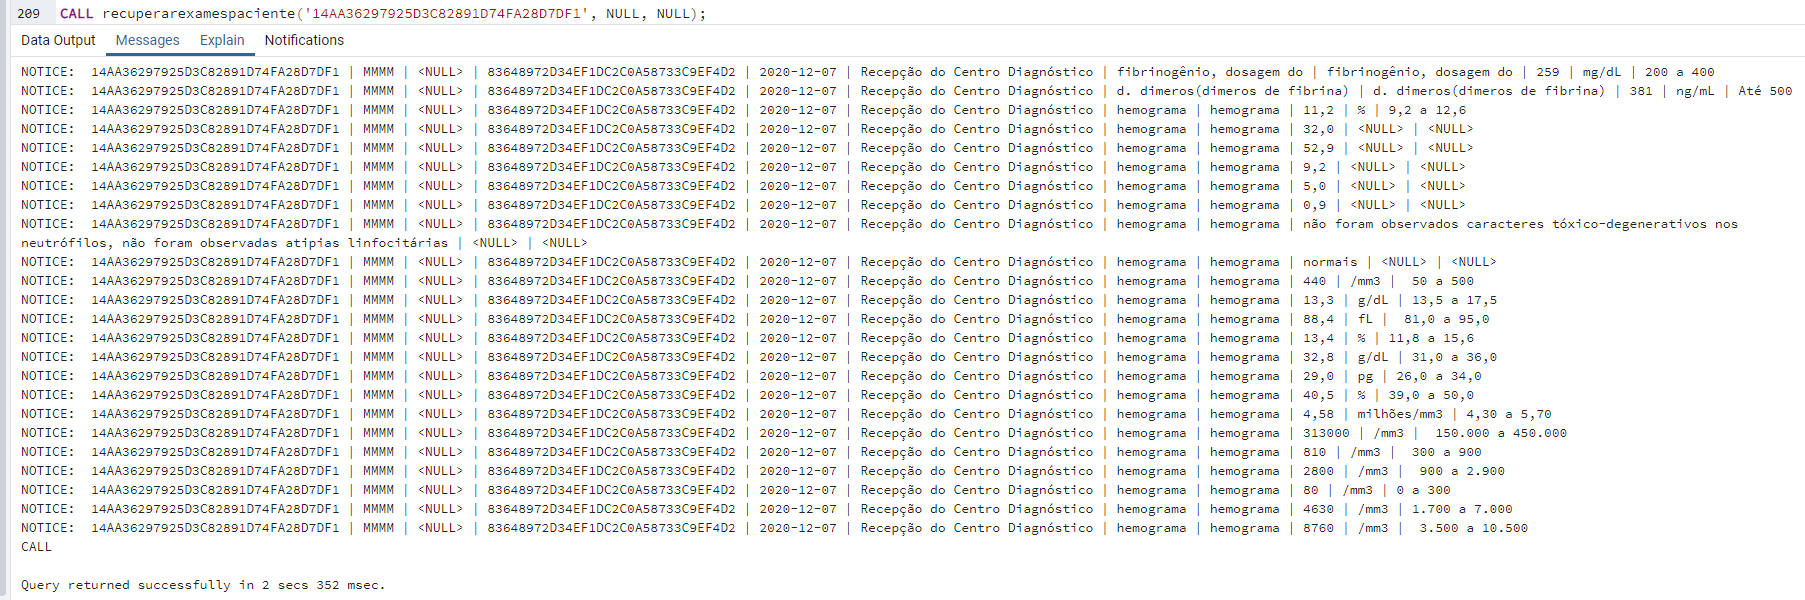 209 CALL recuperarexamespaciente('14AA36297925D3C82891D74FA28D7DF1', NULL, NULL);
Data Output Messages Explain Notifications
NOTICE: 14AA36297925D3C82891D74FA28D7DF1 | MMMM | <NULL> | 83648972D34EF1DC2C0A58733C9EF4D2 | 2020-12-07 | Recepção do Centro Diagnóstico | fibrinogênio, dosagem do | fibrinogênio, dosagem do | 259 | mg/dL | 200 a 400
NOTICE: 14AA36297925D3C82891D74FA28D7DF1 | MMMM | <NULL> | 83648972D34EF1DC2C0A58733C9EF4D2 | 2020-12-07 | Recepção do Centro Diagnóstico | d. dimeros(dimeros de fibrina) | d. dimeros(dimeros de fibrina) | 381 | ng/mL | Até 500
NOTICE: 14AA36297925D3C82891D74FA28D7DF1 | MMMM | <NULL> | 83648972D34EF1DC2C0A58733C9EF4D2 | 2020-12-07 | Recepção do Centro Diagnóstico | hemograma | hemograma | 11,2 | % | 9,2 a 12,6
NOTICE: 14AA36297925D3C82891D74FA28D7DF1 | MMMM | <NULL> | 83648972D34EF1DC2C0A58733C9EF4D2 | 2020-12-07 | Recepção do Centro Diagnóstico | hemograma | hemograma | 32,0 | <NULL> | <NULL>
NOTICE: 14AA36297925D3C82891D74FA28D7DF1 | MMMM | <NULL> | 83648972D34EF1DC2C0A58733C9EF4D2 | 2020-12-07 | Recepção do Centro Diagnóstico | hemograma | hemograma | 52,9 | <NULL> | <NULL>
NOTICE: 14AA36297925D3C82891D74FA28D7DF1 | MMMM | <NULL> | 83648972D34EF1DC2C0A58733C9EF4D2 | 2020-12-07 | Recepção do Centro Diagnóstico | hemograma | hemograma | 9,2 | <NULL> | <NULL>
NOTICE: 14AA36297925D3C82891D74FA28D7DF1 | MMMM | <NULL> | 83648972D34EF1DC2C0A58733C9EF4D2 | 2020-12-07 | Recepção do Centro Diagnóstico | hemograma | hemograma | 5,0 | <NULL> | <NULL>
NOTICE: 14AA36297925D3C82891D74FA28D7DF1 | MMMM | <NULL> | 83648972D34EF1DC2C0A58733C9EF4D2 | 2020-12-07 | Recepção do Centro Diagnóstico | hemograma | hemograma | 0,9 | <NULL> | <NULL>
NOTICE: 14AA36297925D3C82891D74FA28D7DF1 | MMMM | <NULL> | 83648972D34EF1DC2C0A58733C9EF4D2 | 2020-12-07 | Recepção do Centro Diagnóstico | hemograma | hemograma | não foram observados caracteres tóxico-degenerativos nos
neutrófilos, não foram observadas atipias linfocitárias | <NULL> | <NULL>
NOTICE: 14AA36297925D3C82891D74FA28D7DF1 | MMMM | <NULL> | 83648972D34EF1DC2C0A58733C9EF4D2 | 2020-12-07 | Recepção do Centro Diagnóstico | hemograma | hemograma | normais | <NULL> | <NULL>
NOTICE: 14AA36297925D3C82891D74FA28D7DF1 | MMMM | <NULL> | 83648972D34EF1DC2C0A58733C9EF4D2 | 2020-12-07 | Recepção do Centro Diagnóstico | hemograma | hemograma | 440 | /mm3 | 50 a 500
NOTICE: 14AA36297925D3C82891D74FA28D7DF1 | MMMM | <NULL> | 83648972D34EF1DC2C0A58733C9EF4D2 | 2020-12-07 | Recepção do Centro Diagnóstico | hemograma | hemograma | 13,3 | g/dL | 13,5 a 17,5
NOTICE: 14AA36297925D3C82891D74FA28D7DF1 | MMMM | <NULL> | 83648972D34EF1DC2C0A58733C9EF4D2 | 2020-12-07 | Recepção do Centro Diagnóstico | hemograma | hemograma | 88,4 | fL | 81,0 a 95,0
NOTICE: 14AA36297925D3C82891D74FA28D7DF1 | MMMM | <NULL> | 83648972D34EF1DC2C0A58733C9EF4D2 | 2020-12-07 | Recepção do Centro Diagnóstico | hemograma | hemograma | 13,4 | % | 11,8 a 15,6
NOTICE: 14AA36297925D3C82891D74FA28D7DF1 | MMMM | <NULL> | 83648972D34EF1DC2C0A58733C9EF4D2 | 2020-12-07 | Recepção do Centro Diagnóstico | hemograma | hemograma | 32,8 | g/dL | 31,0 a 36,0
NOTICE: 14AA36297925D3C82891D74FA28D7DF1 | MMMM | <NULL> | 83648972D34EF1DC2C0A58733C9EF4D2 | 2020-12-07 | Recepção do Centro Diagnóstico | hemograma | hemograma | 29,0 | pg | 26,0 a 34,0
NOTICE: 14AA36297925D3C82891D74FA28D7DF1 | MMMM | <NULL> | 83648972D34EF1DC2C0A58733C9EF4D2 | 2020-12-07 | Recepção do Centro Diagnóstico | hemograma | hemograma | 40,5 | % | 39,0 a 50,0
NOTICE: 14AA36297925D3C82891D74FA28D7DF1 | MMMM | <NULL> | 83648972D34EF1DC2C0A58733C9EF4D2 | 2020-12-07 | Recepção do Centro Diagnóstico | hemograma | hemograma | 4,58 | milhões/mm3 | 4,30 a 5,70
NOTICE: 14AA36297925D3C82891D74FA28D7DF1 | MMMM | <NULL> | 83648972D34EF1DC2C0A58733C9EF4D2 | 2020-12-07 | Recepção do Centro Diagnóstico | hemograma | hemograma | 313000 | /mm3 | 150.000 a 450.000
NOTICE: 14AA36297925D3C82891D74FA28D7DF1 | MMMM | <NULL> | 83648972D34EF1DC2C0A58733C9EF4D2 | 2020-12-07 | Recepção do Centro Diagnóstico | hemograma | hemograma | 810 | /mm3 | 300 a 900
NOTICE: 14AA36297925D3C82891D74FA28D7DF1 | MMMM | <NULL> | 83648972D34EF1DC2C0A58733C9EF4D2 | 2020-12-07 | Recepção do Centro Diagnóstico | hemograma | hemograma | 2800 | /mm3 | 900 a 2.900
NOTICE: 14AA36297925D3C82891D74FA28D7DF1 | MMMM | <NULL> | 83648972D34EF1DC2C0A58733C9EF4D2 | 2020-12-07 | Recepção do Centro Diagnóstico | hemograma | hemograma | 80 | /mm3 | 0 a 300
NOTICE: 14AA36297925D3C82891D74FA28D7DF1 | MMMM | <NULL> | 83648972D34EF1DC2C0A58733C9EF4D2 | 2020-12-07 | Recepção do Centro Diagnóstico | hemograma | hemograma | 4630 | /mm3 | 1.700 a 7.000
NOTICE: 14AA36297925D3C82891D74FA28D7DF1 | MMMM | <NULL> | 83648972D34EF1DC2C0A58733C9EF4D2 | 2020-12-07 | Recepção do Centro Diagnóstico | hemograma | hemograma | 8760 | /mm3 | 3.500 a 10.500
CALL
Query returned successfully in 2 secs 352 msec.